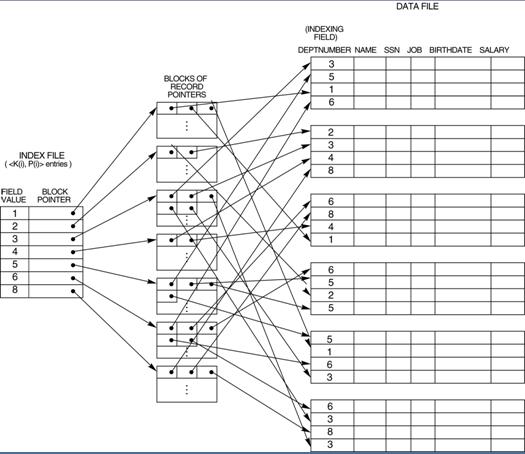 DATA FILE
(INDEXING
FIELD)
DEPTNUMBER NAME SSN JOB BIRTHDATE SALARY
3
5
1
6
2
3
4
8
6
8
4
1
6
5
2
5
5
1
6
3
6
3
8
3
BLOCKS OF
RECORD
POINTERS
INDEX FILE
( <K(i), P(i)> entries )
FIELD BLOCK
VALUE POINTER
1
2
3
4
5
6
8